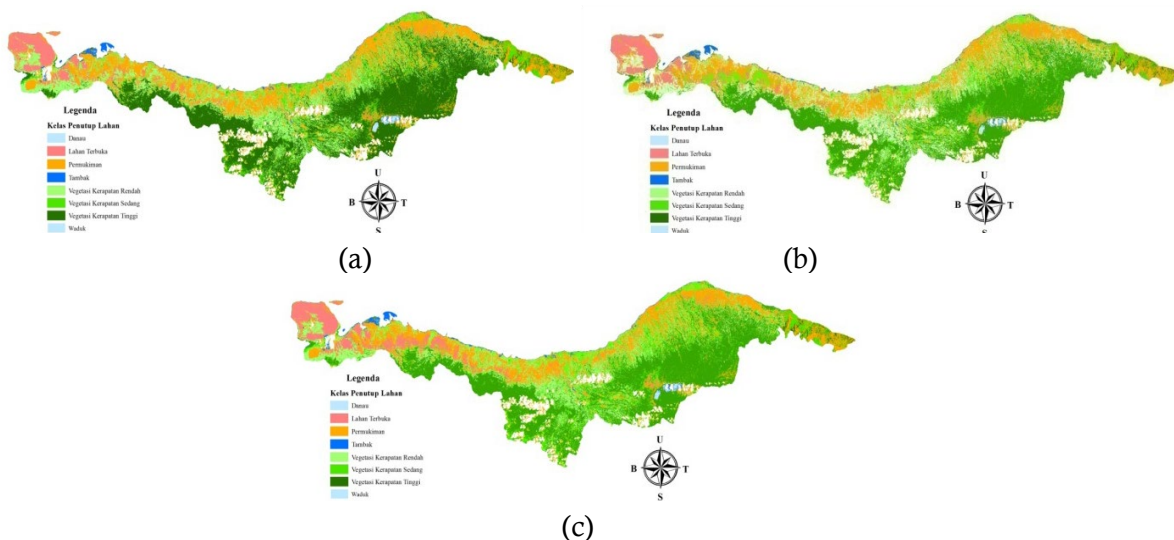 Legenda
Kelas Penutup Lahan
Danau
Lahan Terbuka
Permukiman
Tambak
Vegetasi Kerapatan Rendah
Vegetasi Kerapatan Sedang
Vegetasi Kerapatan Tinggi
Waduk
U
B T
S
(a)
Legenda
Kelas Penutup Lahan
Danau
Lahan Terbuka
Permukiman
Tambak
Vegetasi Kerapatan Rendah
Vegetasi Kerapatan Sedang
Vegetasi Kerapatan Tinggi
Waduk
U
B T
S
(b)
Legenda
Kelas Penutup Lahan
Danau
Lahan Terbuka
Permukiman
Tambak
Vegetasi Kerapatan Rendah
Vegetasi Kerapatan Sedang
Vegetasi Kerapatan Tinggi
Waduk
U
B T
S
(c)